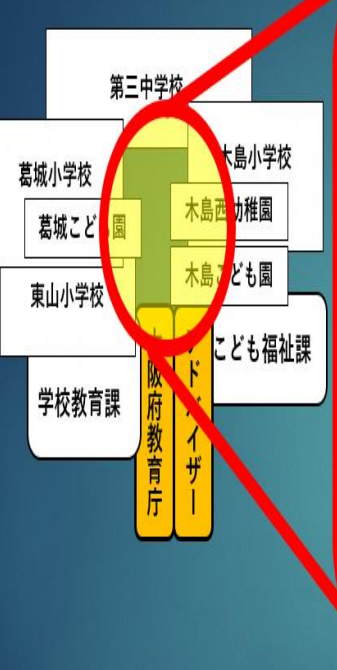 第三中学校
葛城小学校
木島小学校
葛城こども園
木島西幼稚園
木島こども園
東山小学校
こども福祉課
学校教育課
大阪府教育庁
アドバイザー